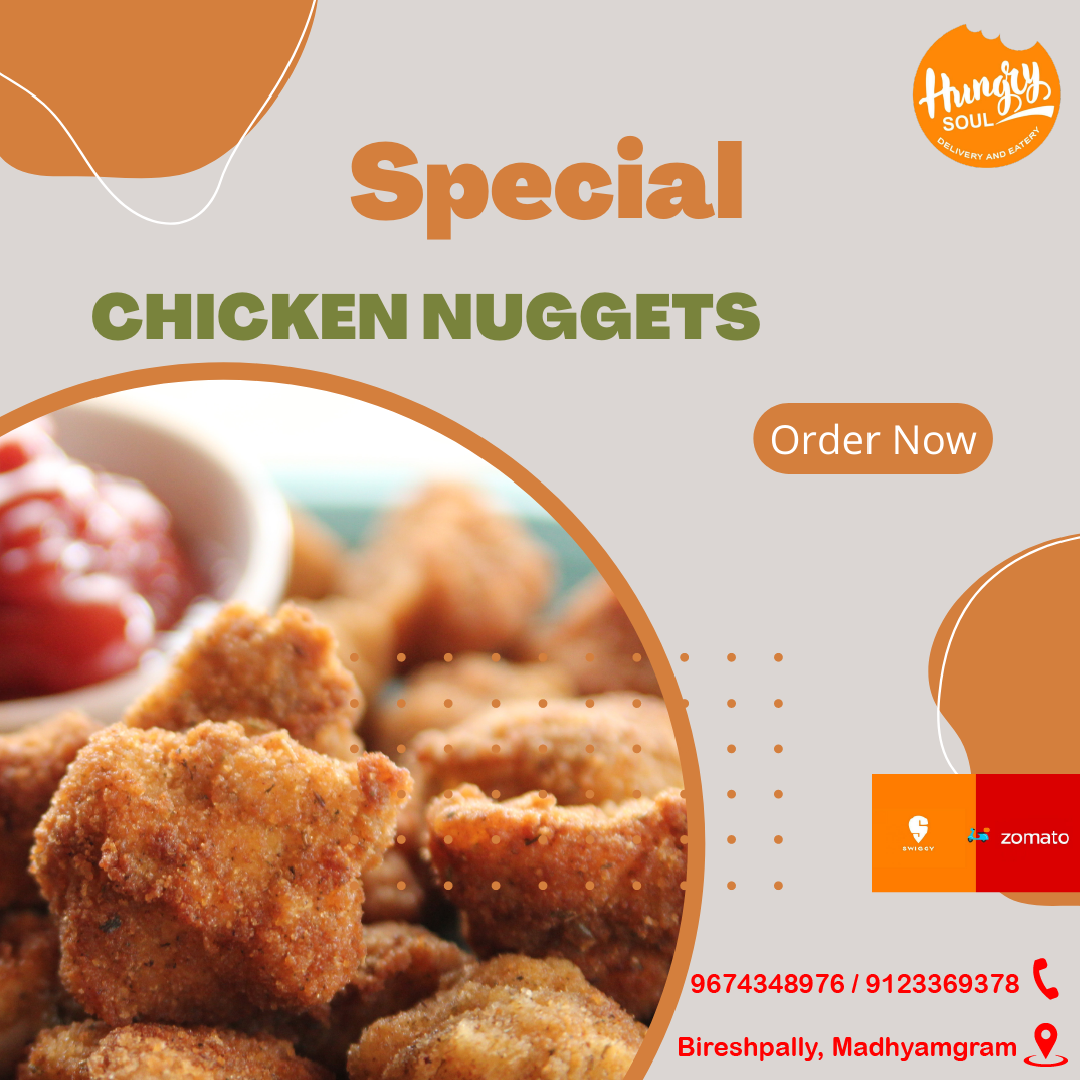 Hungry
SOUL
DELIVERY AND EATERY
Special
CHICKEN NUGGETS
Order Now
SWIGGY
zomato
9674348976 / 9123369378
Bireshpally, Madhyamgram